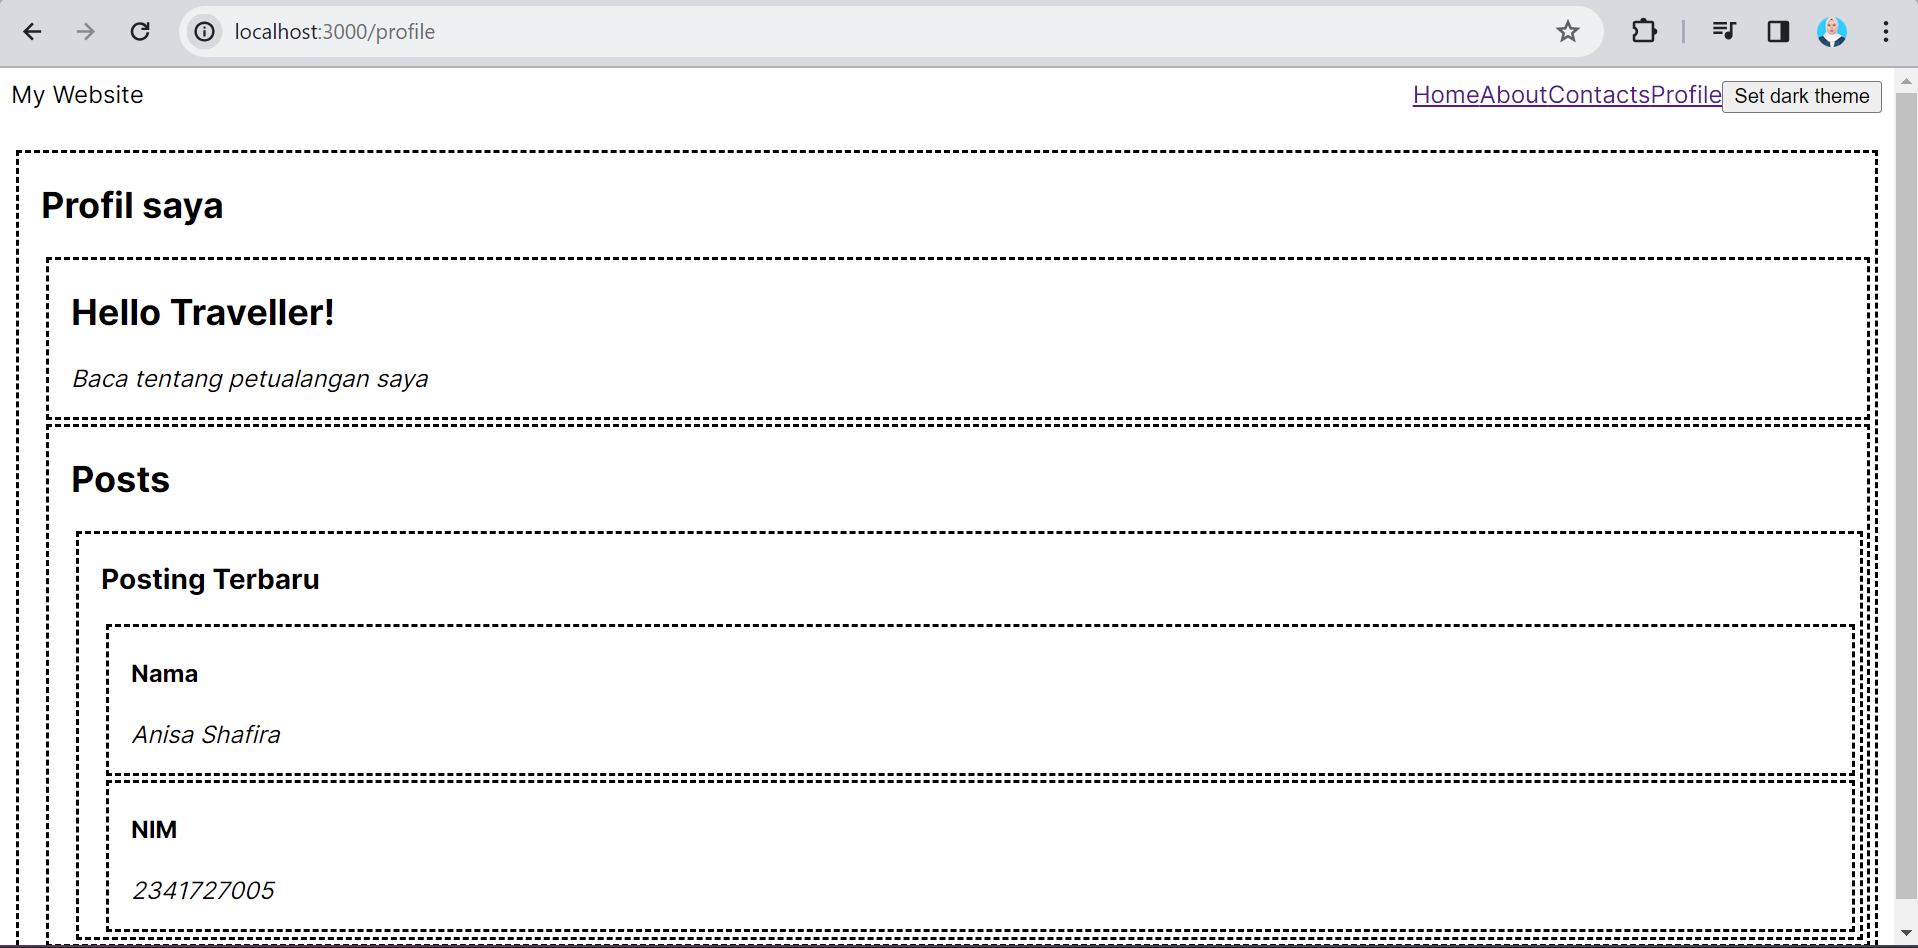 localhost:3000/profile
My Website
HomeAboutContactsProfile Set dark theme
Profil saya
Hello Traveller!
Baca tentang petualangan saya
Posts
Posting Terbaru
Nama
Anisa Shafira
NIM
2341727005